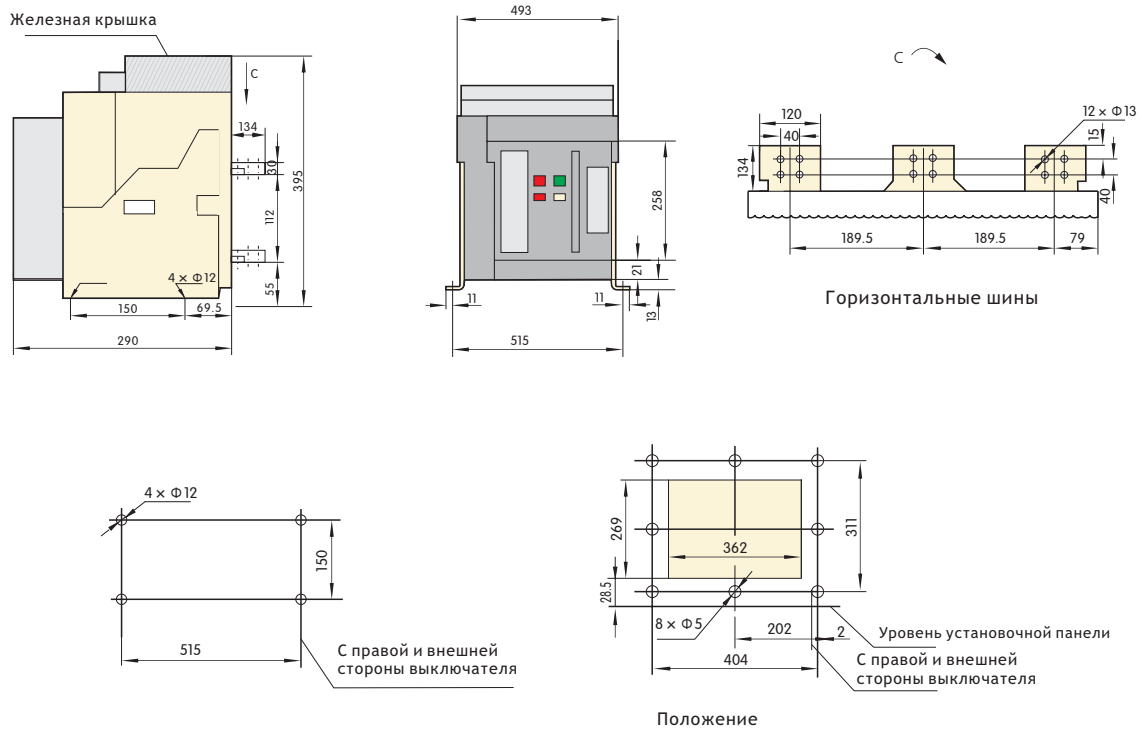 Железная крышка
C
134
30
395
112
55
4 × Φ12
150
69.5
290
493
258
21
11
11
13
515
C
120
40
12 × Φ13
15
134
40
189.5
189.5
79
Горизонтальные шины
4 × Φ12
150
515
С правой и внешней
стороны выключателя
269
362
311
28.5
8 × Φ5
202
2
404
Уровень установочной панели
С правой и внешней
стороны выключателя
Положение